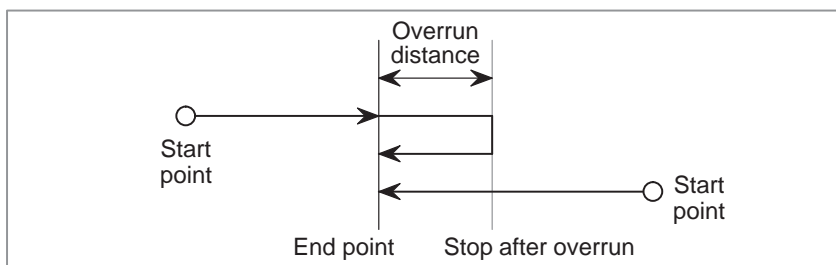 Overrun
distance
Start
point
Start
point
End point
Stop after overrun